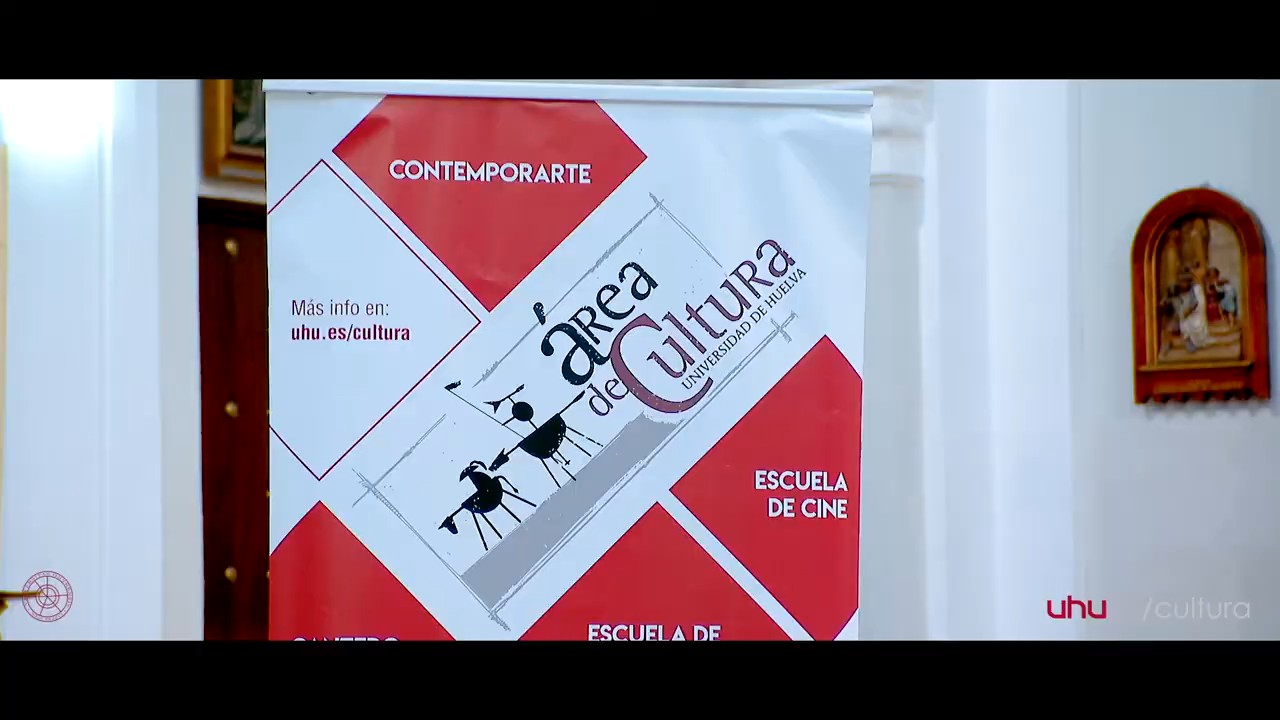 CONTEMPORARTE
Más info en:
uhu.es/cultura
área
de Cultura
UNIVERSIDAD DE HUELVA
ESCUELA
DE CINE
ESCUELA DE
uhu /cultura